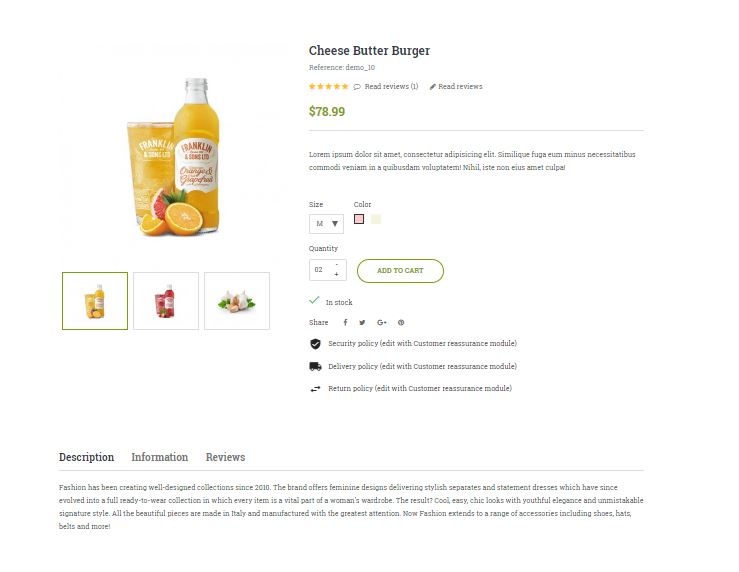 Cheese Butter Burger
Reference: demo_10
Read reviews (1) Read reviews
$78.99
FRANKLIN
& SONS LTD
FRANKLIN
& SONS LTD
Orange &
Grapefruit
Lorem ipsum dolor sit amet, consectetur adipisicing elit. Similique fuga eum minus necessitatibus
commodi veniam in a quibusdam voluptatem! Nihil, iste non eius amet culpa!
Size Color
M
Quantity
02 - +
ADD TO CART
In stock
Share
Security policy (edit with Customer reassurance module)
Delivery policy (edit with Customer reassurance module)
Return policy (edit with Customer reassurance module)
Description Information Reviews
Fashion has been creating well-designed collections since 2010. The brand offers feminine designs delivering stylish separates and statement dresses which have since
evolved into a full ready-to-wear collection in which every item is a vital part of a woman's wardrobe. The result? Cool, easy, chic looks with youthful elegance and unmistakable
signature style. All the beautiful pieces are made in Italy and manufactured with the greatest attention. Now Fashion extends to a range of accessories including shoes, hats,
belts and more!